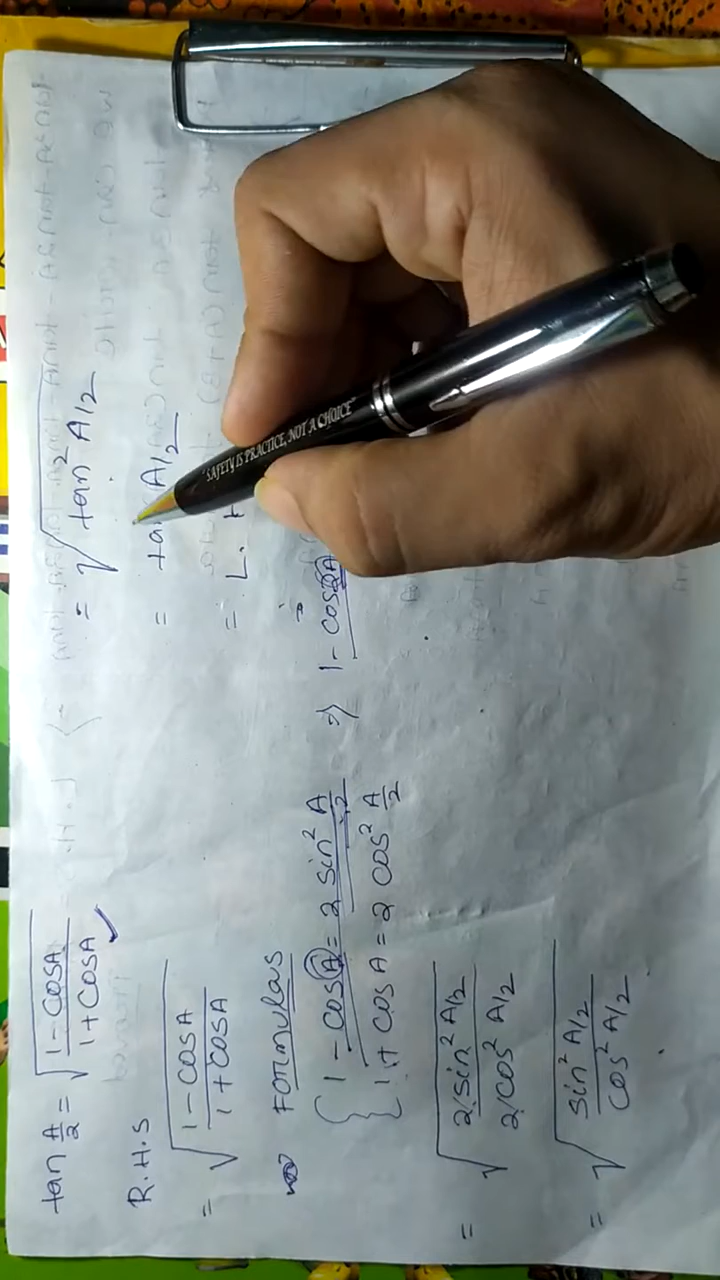 tan A/2 = √(1 - cosA / 1 + cosA)
R.H.S
= √(1 - cosA / 1 + cosA)
Formulas
1 - cosA = 2 sin² A/2
1 + cosA = 2 cos² A/2
= √(2 sin² A/2 / 2 cos² A/2)
= √(sin² A/2 / cos² A/2)
= √tan² A/2
= tan A/2
= L.
⇒ 1 - cos
"SAFETY IS PRACTICE, NOT A CHOICE"